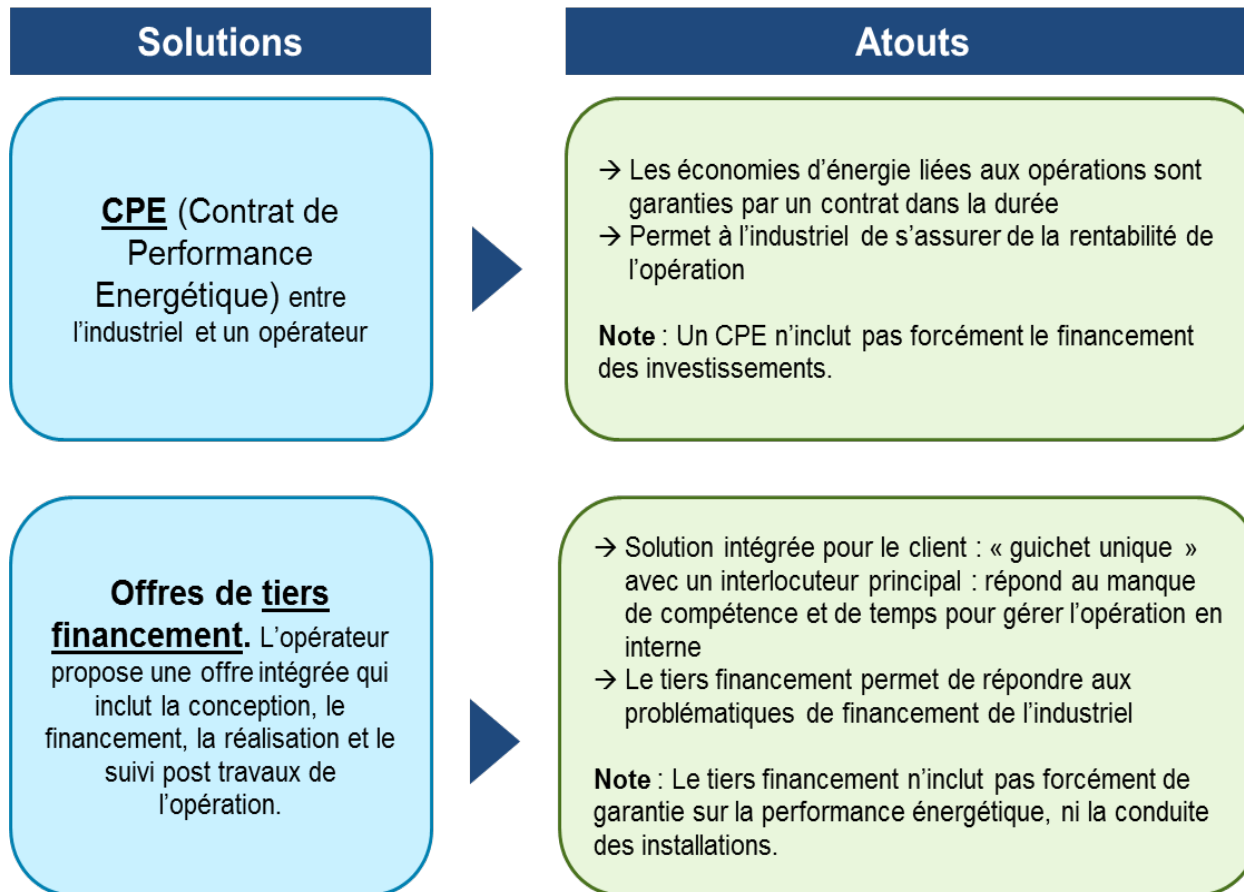 Solutions
Atouts
CPE (Contrat de
Performance
Energétique) entre
l’industriel et un opérateur
→ Les économies d’énergie liées aux opérations sont
garanties par un contrat dans la durée
→ Permet à l’industriel de s’assurer de la rentabilité de
l’opération
Note : Un CPE n’inclut pas forcément le financement
des investissements.
Offres de tiers
financement. L’opérateur
propose une offre intégrée qui
inclut la conception, le
financement, la réalisation et le
suivi post travaux de
l’opération.
→ Solution intégrée pour le client : « guichet unique »
avec un interlocuteur principal : répond au manque
de compétence et de temps pour gérer l’opération en
interne
→ Le tiers financement permet de répondre aux
problématiques de financement de l’industriel
Note : Le tiers financement n’inclut pas forcément de
garantie sur la performance énergétique, ni la conduite
des installations.